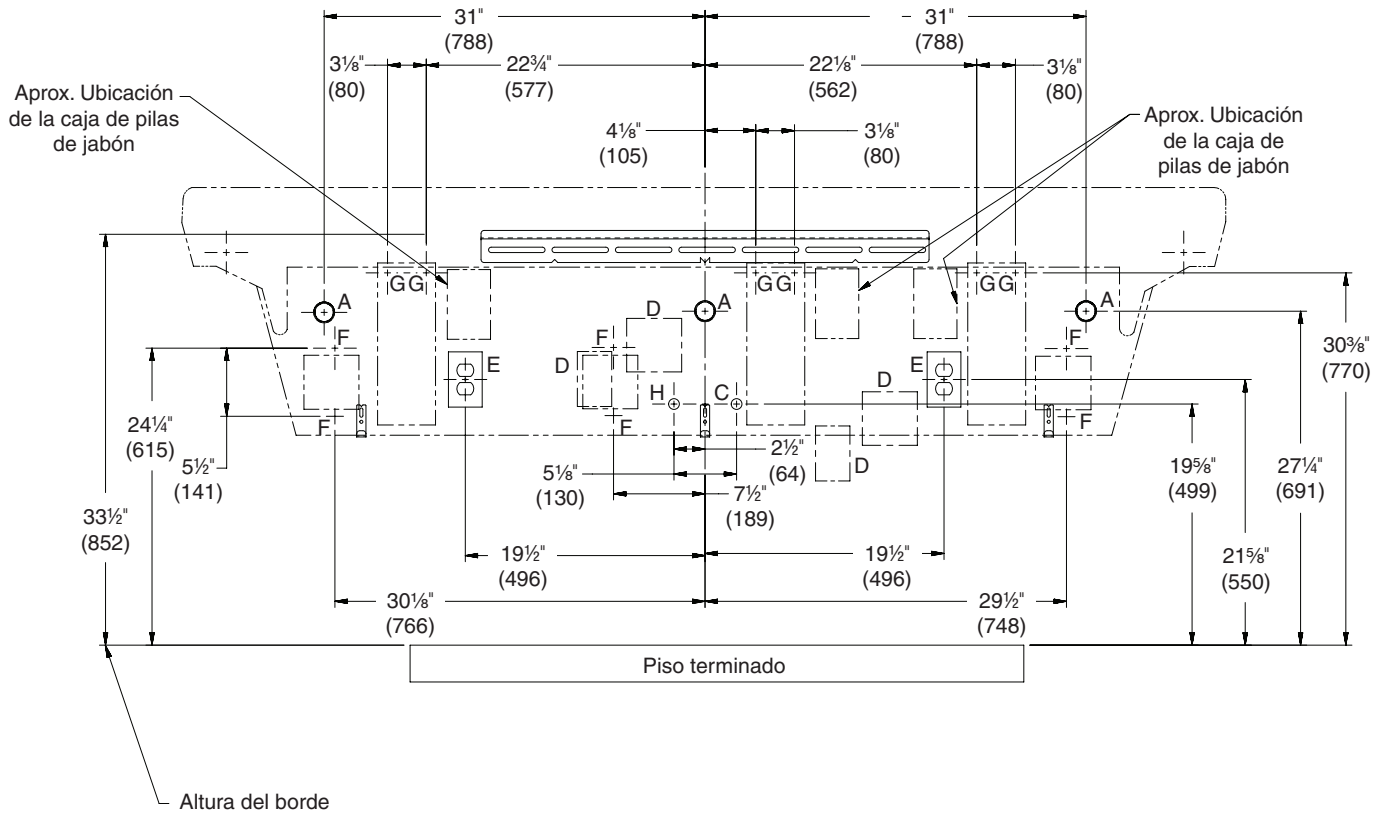 31"
(788)
31"
(788)
3⅛"
(80)
22¾"
(577)
22⅛"
(562)
3⅛"
(80)
Aprox. Ubicación
de la caja de pilas
de jabón
4⅛"
(105)
3⅛"
(80)
Aprox. Ubicación
de la caja de
pilas de jabón
G G
G G
G G
A
A
A
D
F
F
F
D
E
E
D
H
C
F
F
F
D
30⅜"
(770)
24¼"
(615)
5½"
(141)
2½"
(64)
5⅛"
(130)
7½"
(189)
19⅝"
(499)
27¼"
(691)
33½"
(852)
19½"
(496)
19½"
(496)
21⅝"
(550)
30⅛"
(766)
29½"
(748)
Piso terminado
Altura del borde